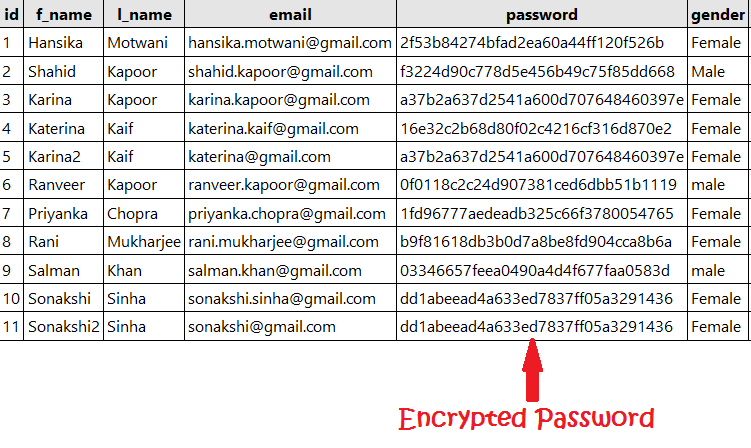 id f_name l_name email password gender
1 Hansika Motwani hansika.motwani@gmail.com 2f53b84274bfad2ea60a44ff120f526b Female
2 Shahid Kapoor shahid.kapoor@gmail.com f3224d90c778d5e456b49c75f85dd668 Male
3 Karina Kapoor karina.kapoor@gmail.com a37b2a637d2541a600d707648460397e Female
4 Katerina Kaif katerina.kaif@gmail.com 16e32c2b68d80f02c4216cf316d870e2 Female
5 Karina2 Kaif katerina@gmail.com a37b2a637d2541a600d707648460397e Female
6 Ranveer Kapoor ranveer.kapoor@gmail.com 0f0118c2c24d907381ced6dbb51b1119 male
7 Priyanka Chopra priyanka.chopra@gmail.com 1fd96777aedeadb325c66f3780054765 Female
8 Rani Mukharjee rani.mukharjee@gmail.com b9f81618db3b0d7a8be8fd904cca8b6a Female
9 Salman Khan salman.khan@gmail.com 03346657feea0490a4d4f677faa0583d male
10 Sonakshi Sinha sonakshi.sinha@gmail.com dd1abeead4a633ed7837ff05a3291436 Female
11 Sonakshi2 Sinha sonakshi@gmail.com dd1abeead4a633ed7837ff05a3291436 Female
Encrypted Password